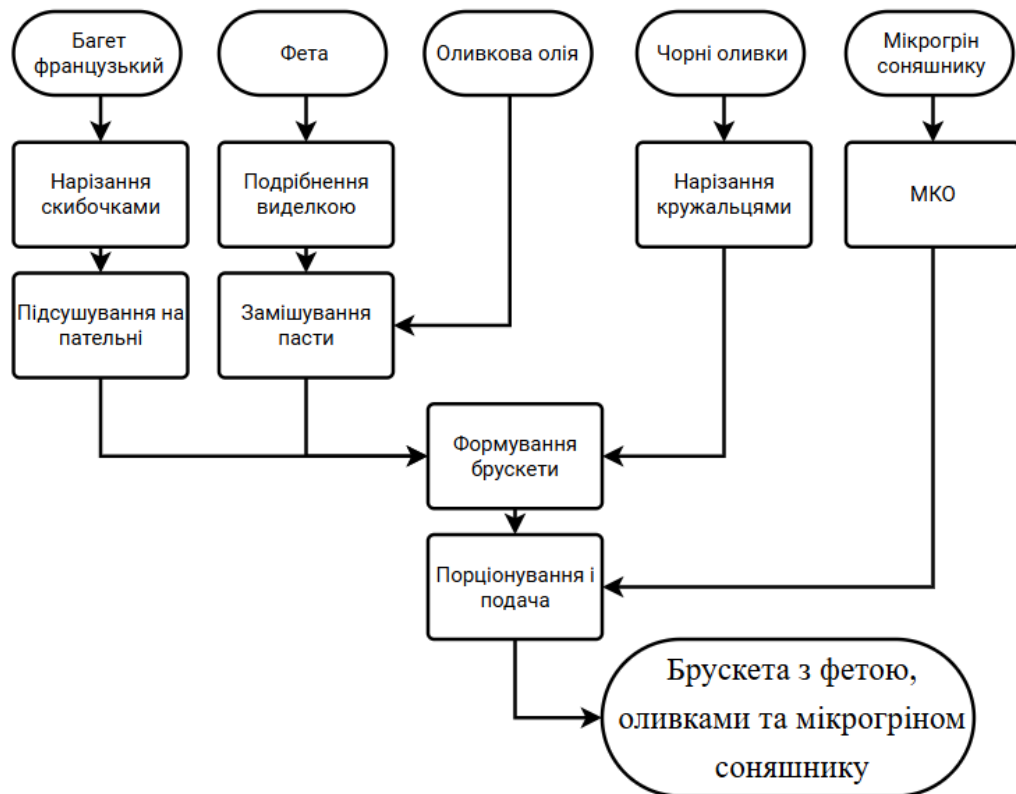 Багет
французький
Фета
Оливкова олія
Чорні оливки
Мікрогрін
соняшнику
Нарізання
скибочками
Подрібнення
виделкою
Нарізання
кружальцями
МКО
Підсушування на
пательні
Замішування
пасти
Формування
брускети
Порціонування і
подача
Брускета з фетою,
оливками та мікрогріном
соняшнику